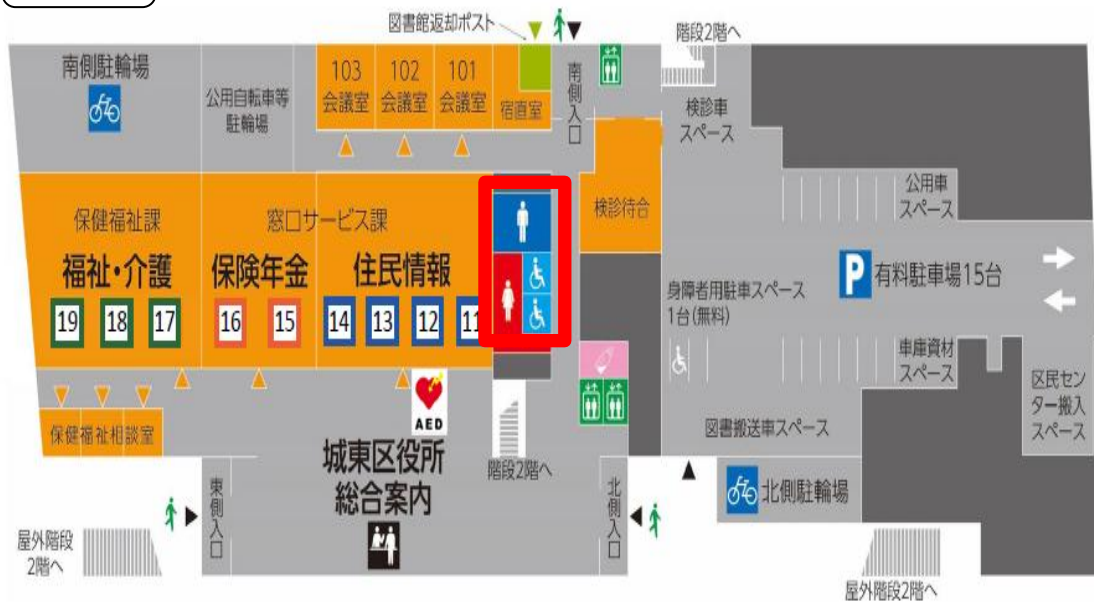 図書館返却ポスト
階段2階へ
南側駐輪場
公用自転車等
駐輪場
103
会議室
102
会議室
101
会議室
宿直室
南側入口
検診車
スペース
公用車
スペース
保健福祉課
福祉・介護
19
18
17
窓口サービス課
保険年金
16
15
住民情報
14
13
12
11
検診待合
身障者用駐車スペース
1台(無料)
P
有料駐車場15台
車庫資材
スペース
区民セン
ター搬入
スペース
保健福祉相談室
AED
城東区役所
総合案内
階段2階へ
図書搬送車スペース
北側駐輪場
東側入口
北側入口
屋外階段
2階へ
屋外階段2階へ